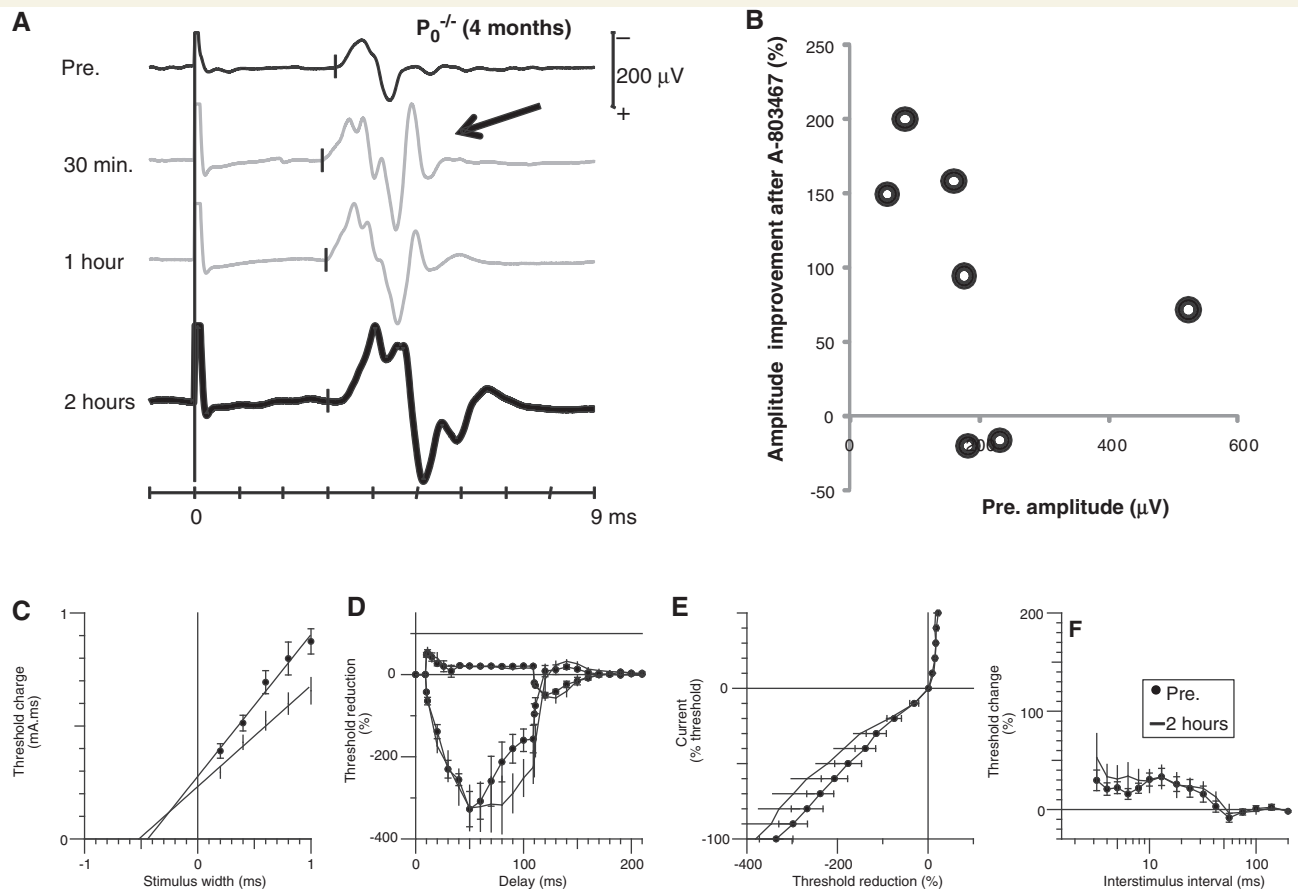 A
P0-/- (4 months)
Pre.
−
200 µV
+
30 min.
1 hour
2 hours
0
9 ms
B
Amplitude improvement after A-803467 (%)
250
200
150
100
50
0
-50
0
200
400
600
Pre. amplitude (µV)
C
Threshold charge
(mA.ms)
1
0
-1
0
1
Stimulus width (ms)
D
Threshold reduction
(%)
0
-200
-400
0
100
200
Delay (ms)
E
Current
(% threshold)
0
-100
-400
-200
0
Threshold reduction (%)
F
Threshold change
(%)
200
100
0
10
100
Interstimulus interval (ms)
Pre.
2 hours